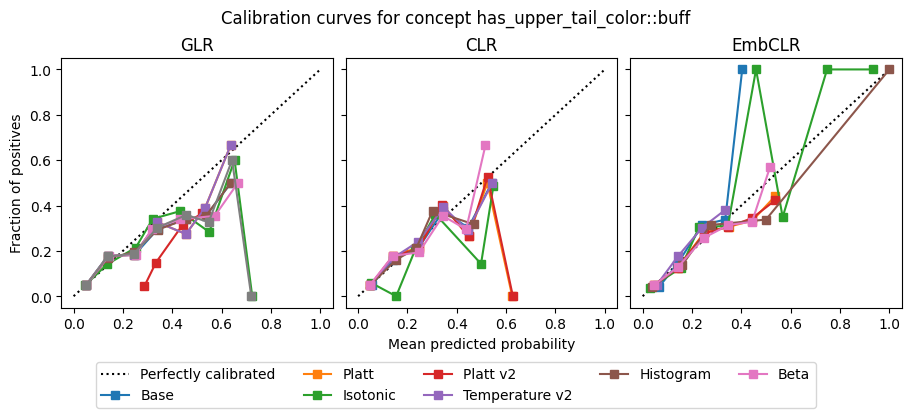 Calibration curves for concept has_upper_tail_color::buff
GLR
CLR
EmbCLR
Fraction of positives
1.0
0.8
0.6
0.4
0.2
0.0
0.0 0.2 0.4 0.6 0.8 1.0
0.0 0.2 0.4 0.6 0.8 1.0
0.0 0.2 0.4 0.6 0.8 1.0
Mean predicted probability
Perfectly calibrated
Base
Platt
Isotonic
Platt v2
Temperature v2
Histogram
Beta